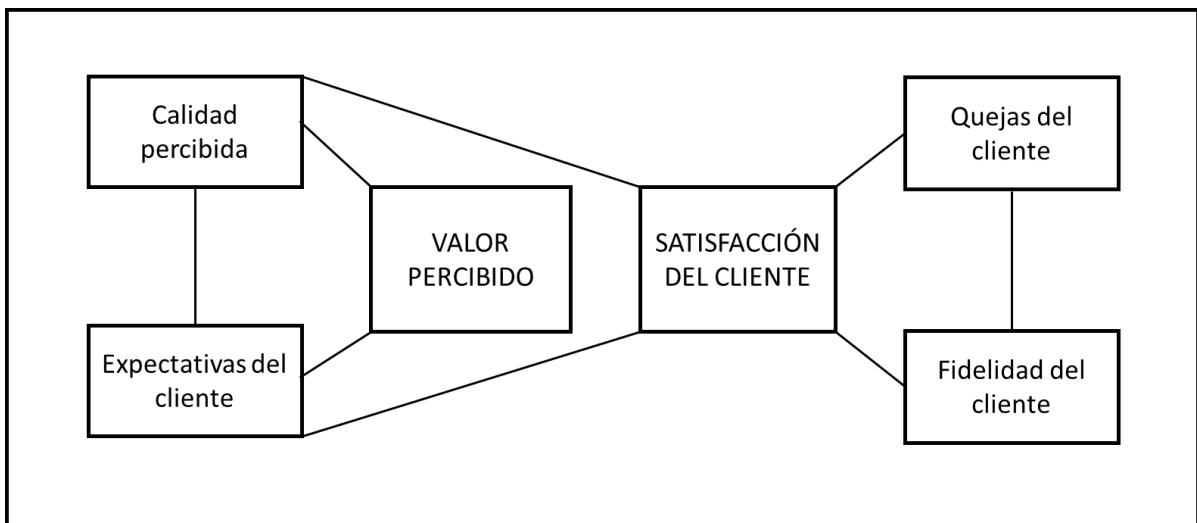 Calidad
percibida
Quejas del
cliente
VALOR
PERCIBIDO
SATISFACCIÓN
DEL CLIENTE
Expectativas del
cliente
Fidelidad del
cliente